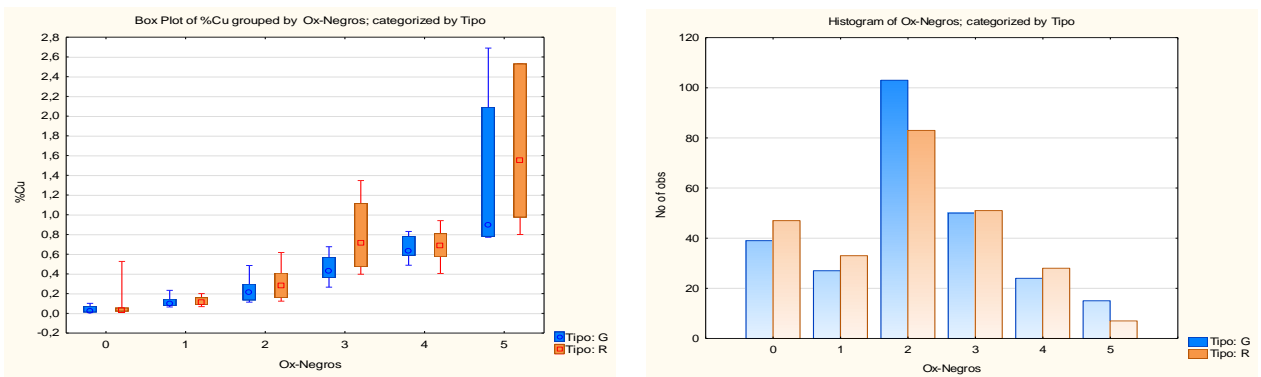 Box Plot of %Cu grouped by Ox-Negros; categorized by Tipo
2,8
2,6
2,4
2,2
2,0
1,8
1,6
1,4
1,2
1,0
0,8
0,6
0,4
0,2
0,0
-0,2
%Cu
0 1 2 3 4 5
Ox-Negros
Tipo: G
Tipo: R
Histogram of Ox-Negros; categorized by Tipo
120
100
80
60
40
20
0
No of obs
0 1 2 3 4 5
Ox-Negros
Tipo: G
Tipo: R